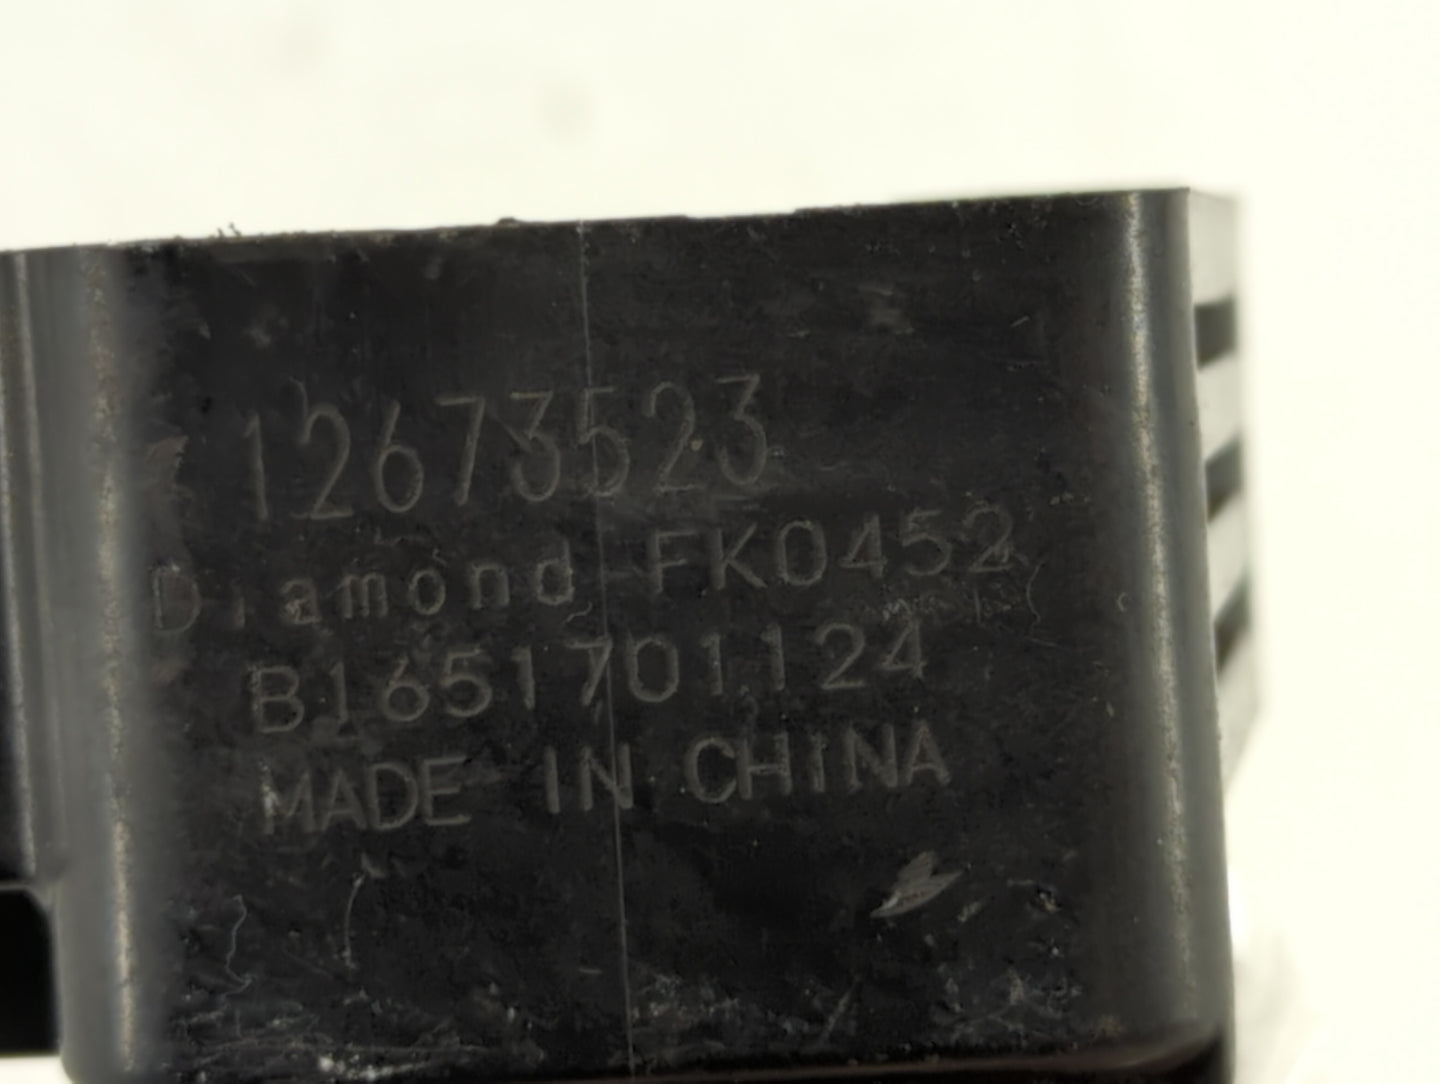 12673523
Diamond FK0452
B1651701124
MADE IN CHINA